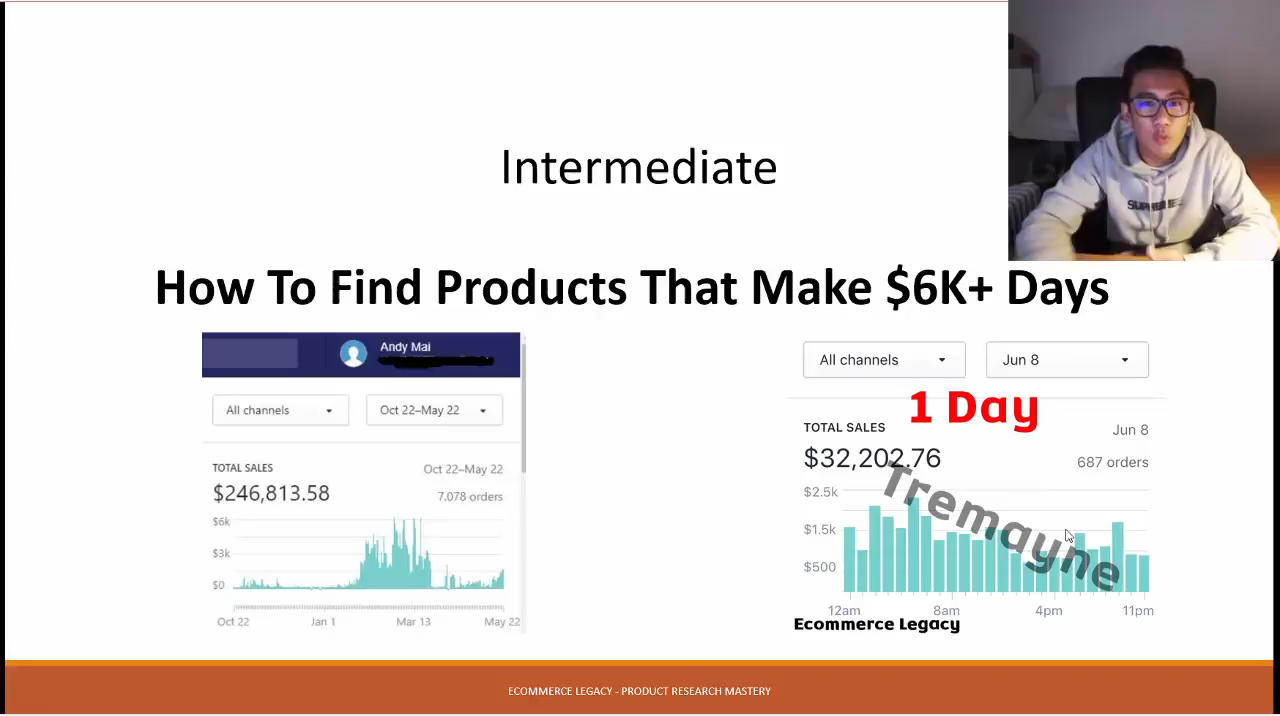 Intermediate
How To Find Products That Make $6K+ Days
Andy Mai
All channels
Oct 22–May 22
TOTAL SALES
Oct 22–May 22
$246,813.58
7,078 orders
$6k
$3k
$0
Oct 22
Jan 1
Mar 13
May 22
All channels
Jun 8
1 Day
TOTAL SALES
Jun 8
$32,202.76
687 orders
Tremayne
$2.5k
$1.5k
$500
12am
8am
4pm
11pm
Ecommerce Legacy
ECOMMERCE LEGACY - PRODUCT RESEARCH MASTERY